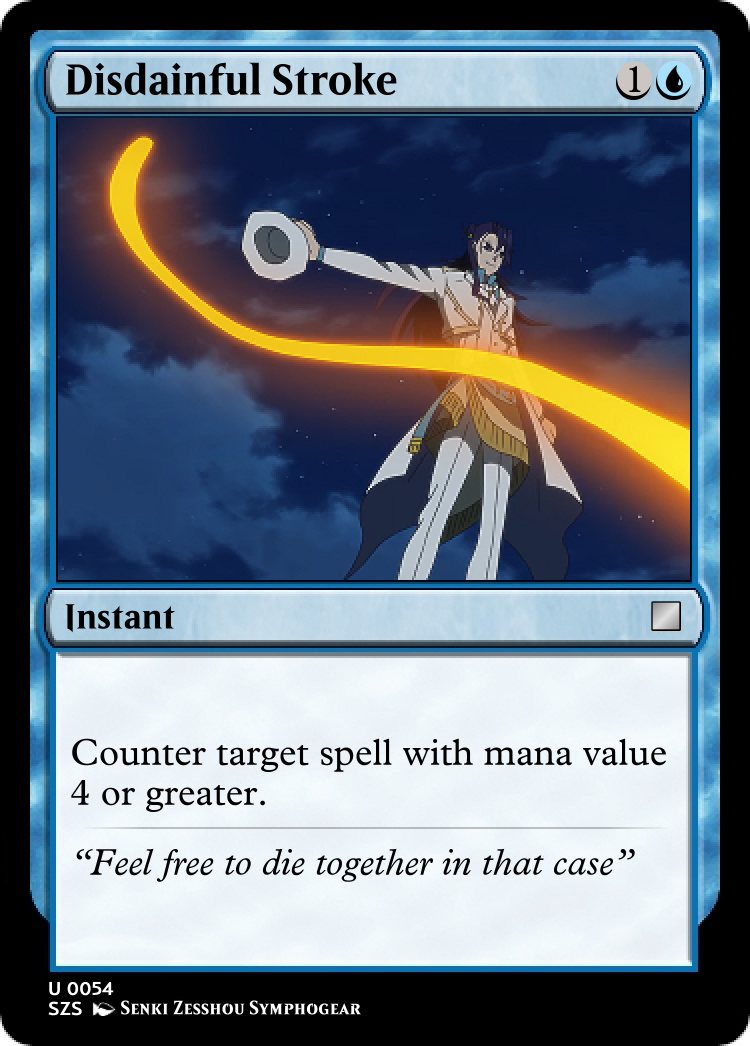 Disdainful Stroke 1
Instant
Counter target spell with mana value
4 or greater.
“Feel free to die together in that case”
U 0054
SZS Senki Zesshou Symphogear